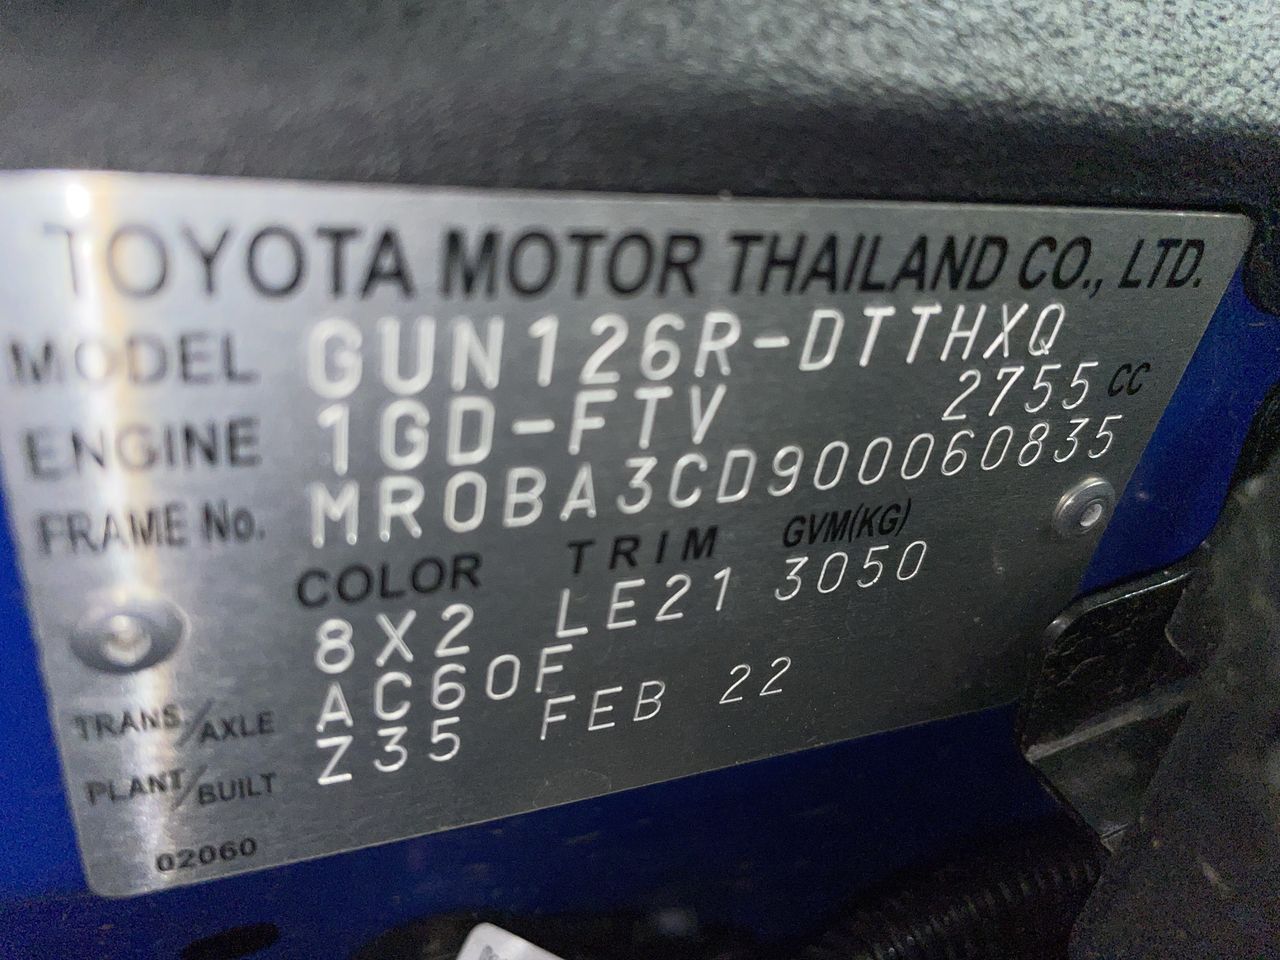 TOYOTA MOTOR THAILAND CO., LTD.
MODEL GUN126R-DTTHXQ
ENGINE 1GD-FTV 2755 CC
FRAME No. MR0BA3CD900060835
COLOR TRIM GVM(KG)
8X2 LE21 3050
TRANS/AXLE AC60F
PLANT/BUILT Z35 FEB 22
02060